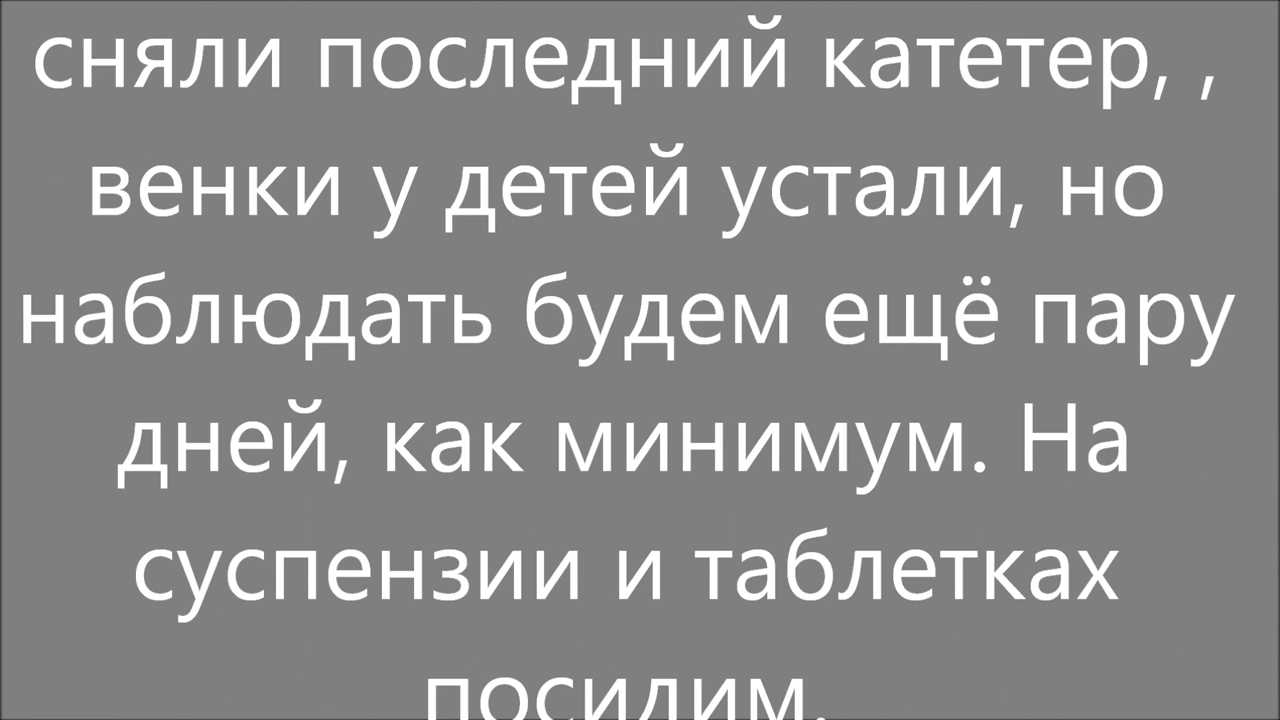 сняли последний катетер, ,
венки у детей устали, но
наблюдать будем ещё пару
дней, как минимум. На
суспензии и таблетках
посидим.